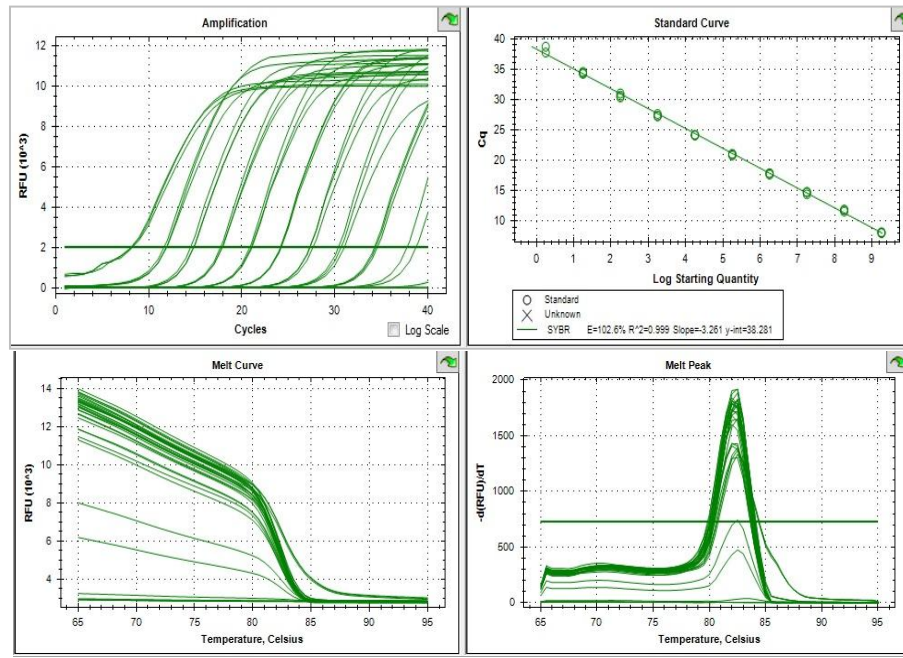 Amplification
12
10
8
6
4
2
0
RFU (10^3)
0 10 20 30 40
Cycles
Log Scale
Standard Curve
40
35
30
25
20
15
10
Cq
0 1 2 3 4 5 6 7 8 9
Log Starting Quantity
Standard
Unknown
SYBR E=102.6% R^2=0.999 Slope=-3.261 y-int=38.281
Melt Curve
14
12
10
8
6
4
RFU (10^3)
65 70 75 80 85 90 95
Temperature, Celsius
Melt Peak
2000
1500
1000
500
0
-d(RFU)/dT
65 70 75 80 85 90 95
Temperature, Celsius